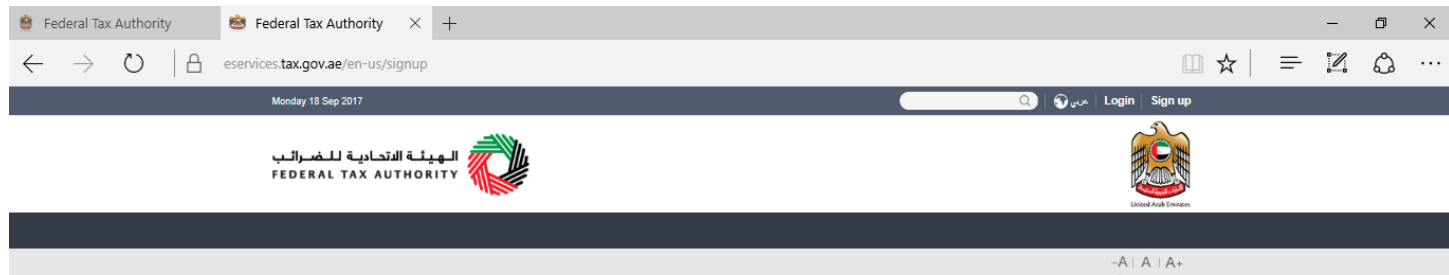 Federal Tax Authority
Federal Tax Authority
eservices.tax.gov.ae/en-us/signup
Monday 18 Sep 2017
عربي
Login
Sign up
الهيئة الاتحادية للضرائب
FEDERAL TAX AUTHORITY
United Arab Emirates
-A | A | A+